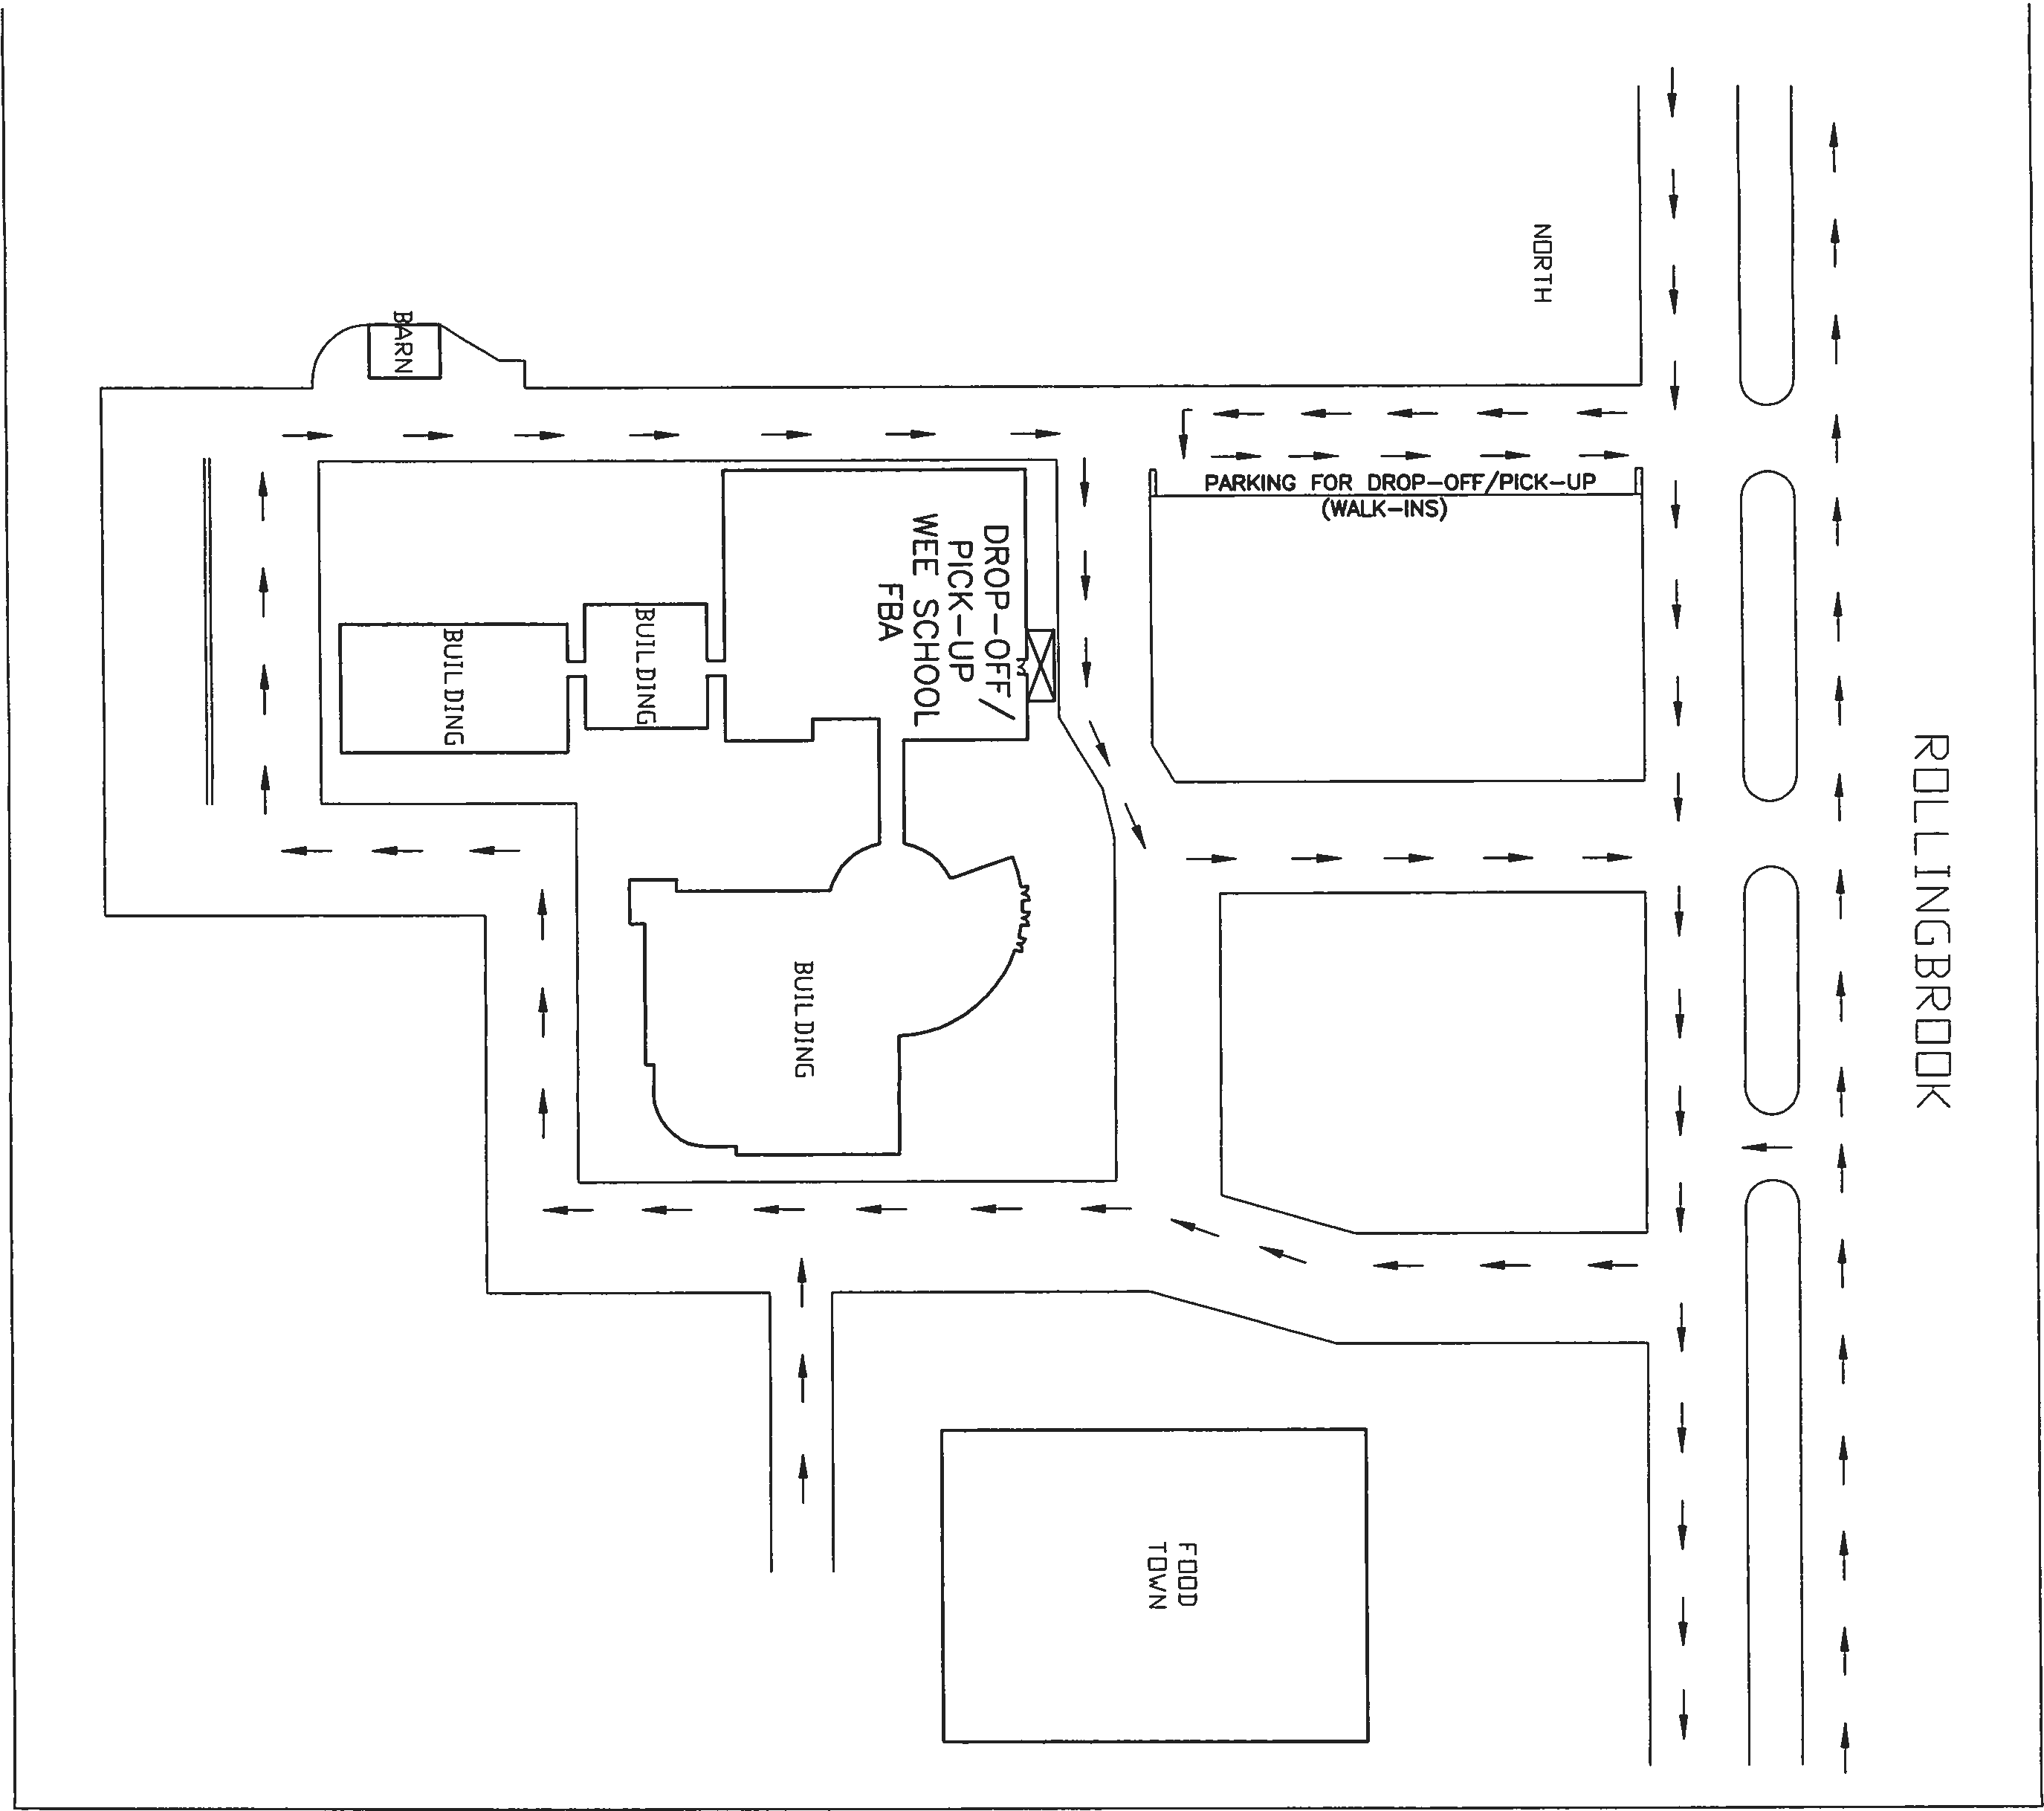 ROLLINGBROOK
NORTH
PARKING FOR DROP-OFF/PICK-UP
(WALK-INS)
BARN
DROP-OFF/
PICK-UP
WEE SCHOOL
FBA
BUILDING
BUILDING
BUILDING
FOOD
TOWN